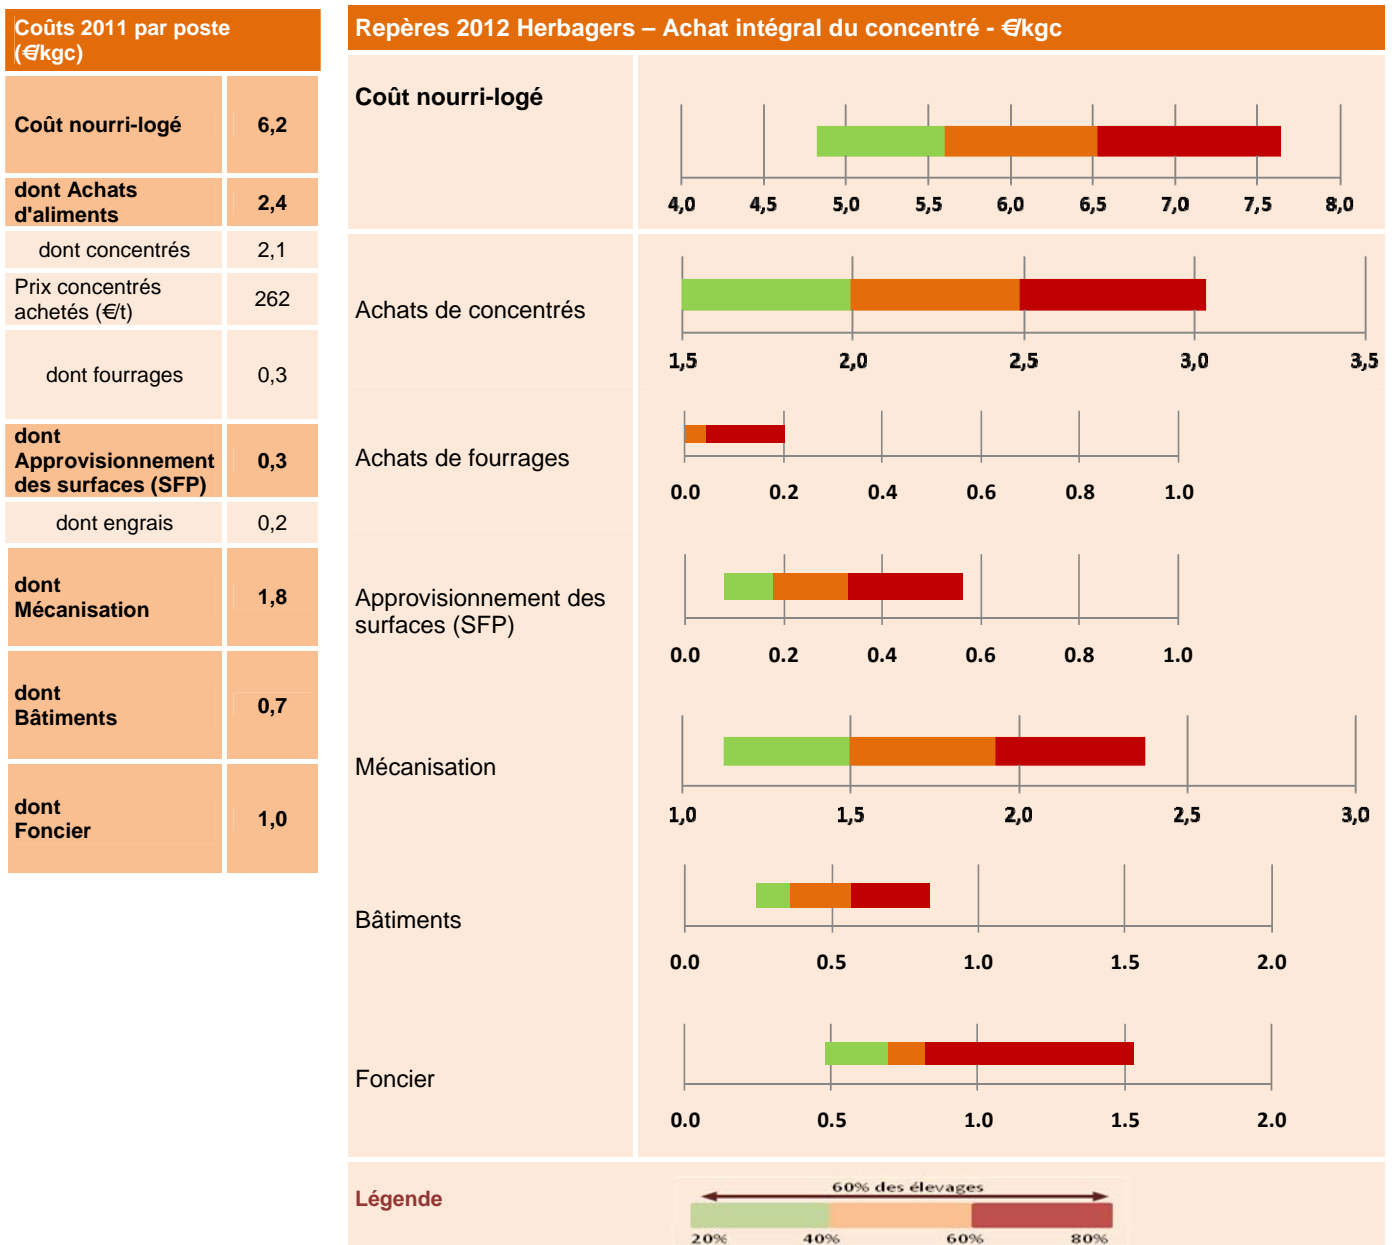 Coûts 2011 par poste
(€/kgc)
Coût nourri-logé 6,2
dont Achats
d'aliments 2,4
dont concentrés 2,1
Prix concentrés
achetés (€/t) 262
dont fourrages 0,3
dont
Approvisionnement
des surfaces (SFP) 0,3
dont engrais 0,2
dont
Mécanisation 1,8
dont
Bâtiments 0,7
dont
Foncier 1,0
Repères 2012 Herbagers – Achat intégral du concentré - €/kgc
Coût nourri-logé
4,0 4,5 5,0 5,5 6,0 6,5 7,0 7,5 8,0
Achats de concentrés
1,5 2,0 2,5 3,0 3,5
Achats de fourrages
0.0 0.2 0.4 0.6 0.8 1.0
Approvisionnement des
surfaces (SFP)
0.0 0.2 0.4 0.6 0.8 1.0
Mécanisation
1,0 1,5 2,0 2,5 3,0
Bâtiments
0.0 0.5 1.0 1.5 2.0
Foncier
0.0 0.5 1.0 1.5 2.0
Légende
60% des élevages
20% 40% 60% 80%